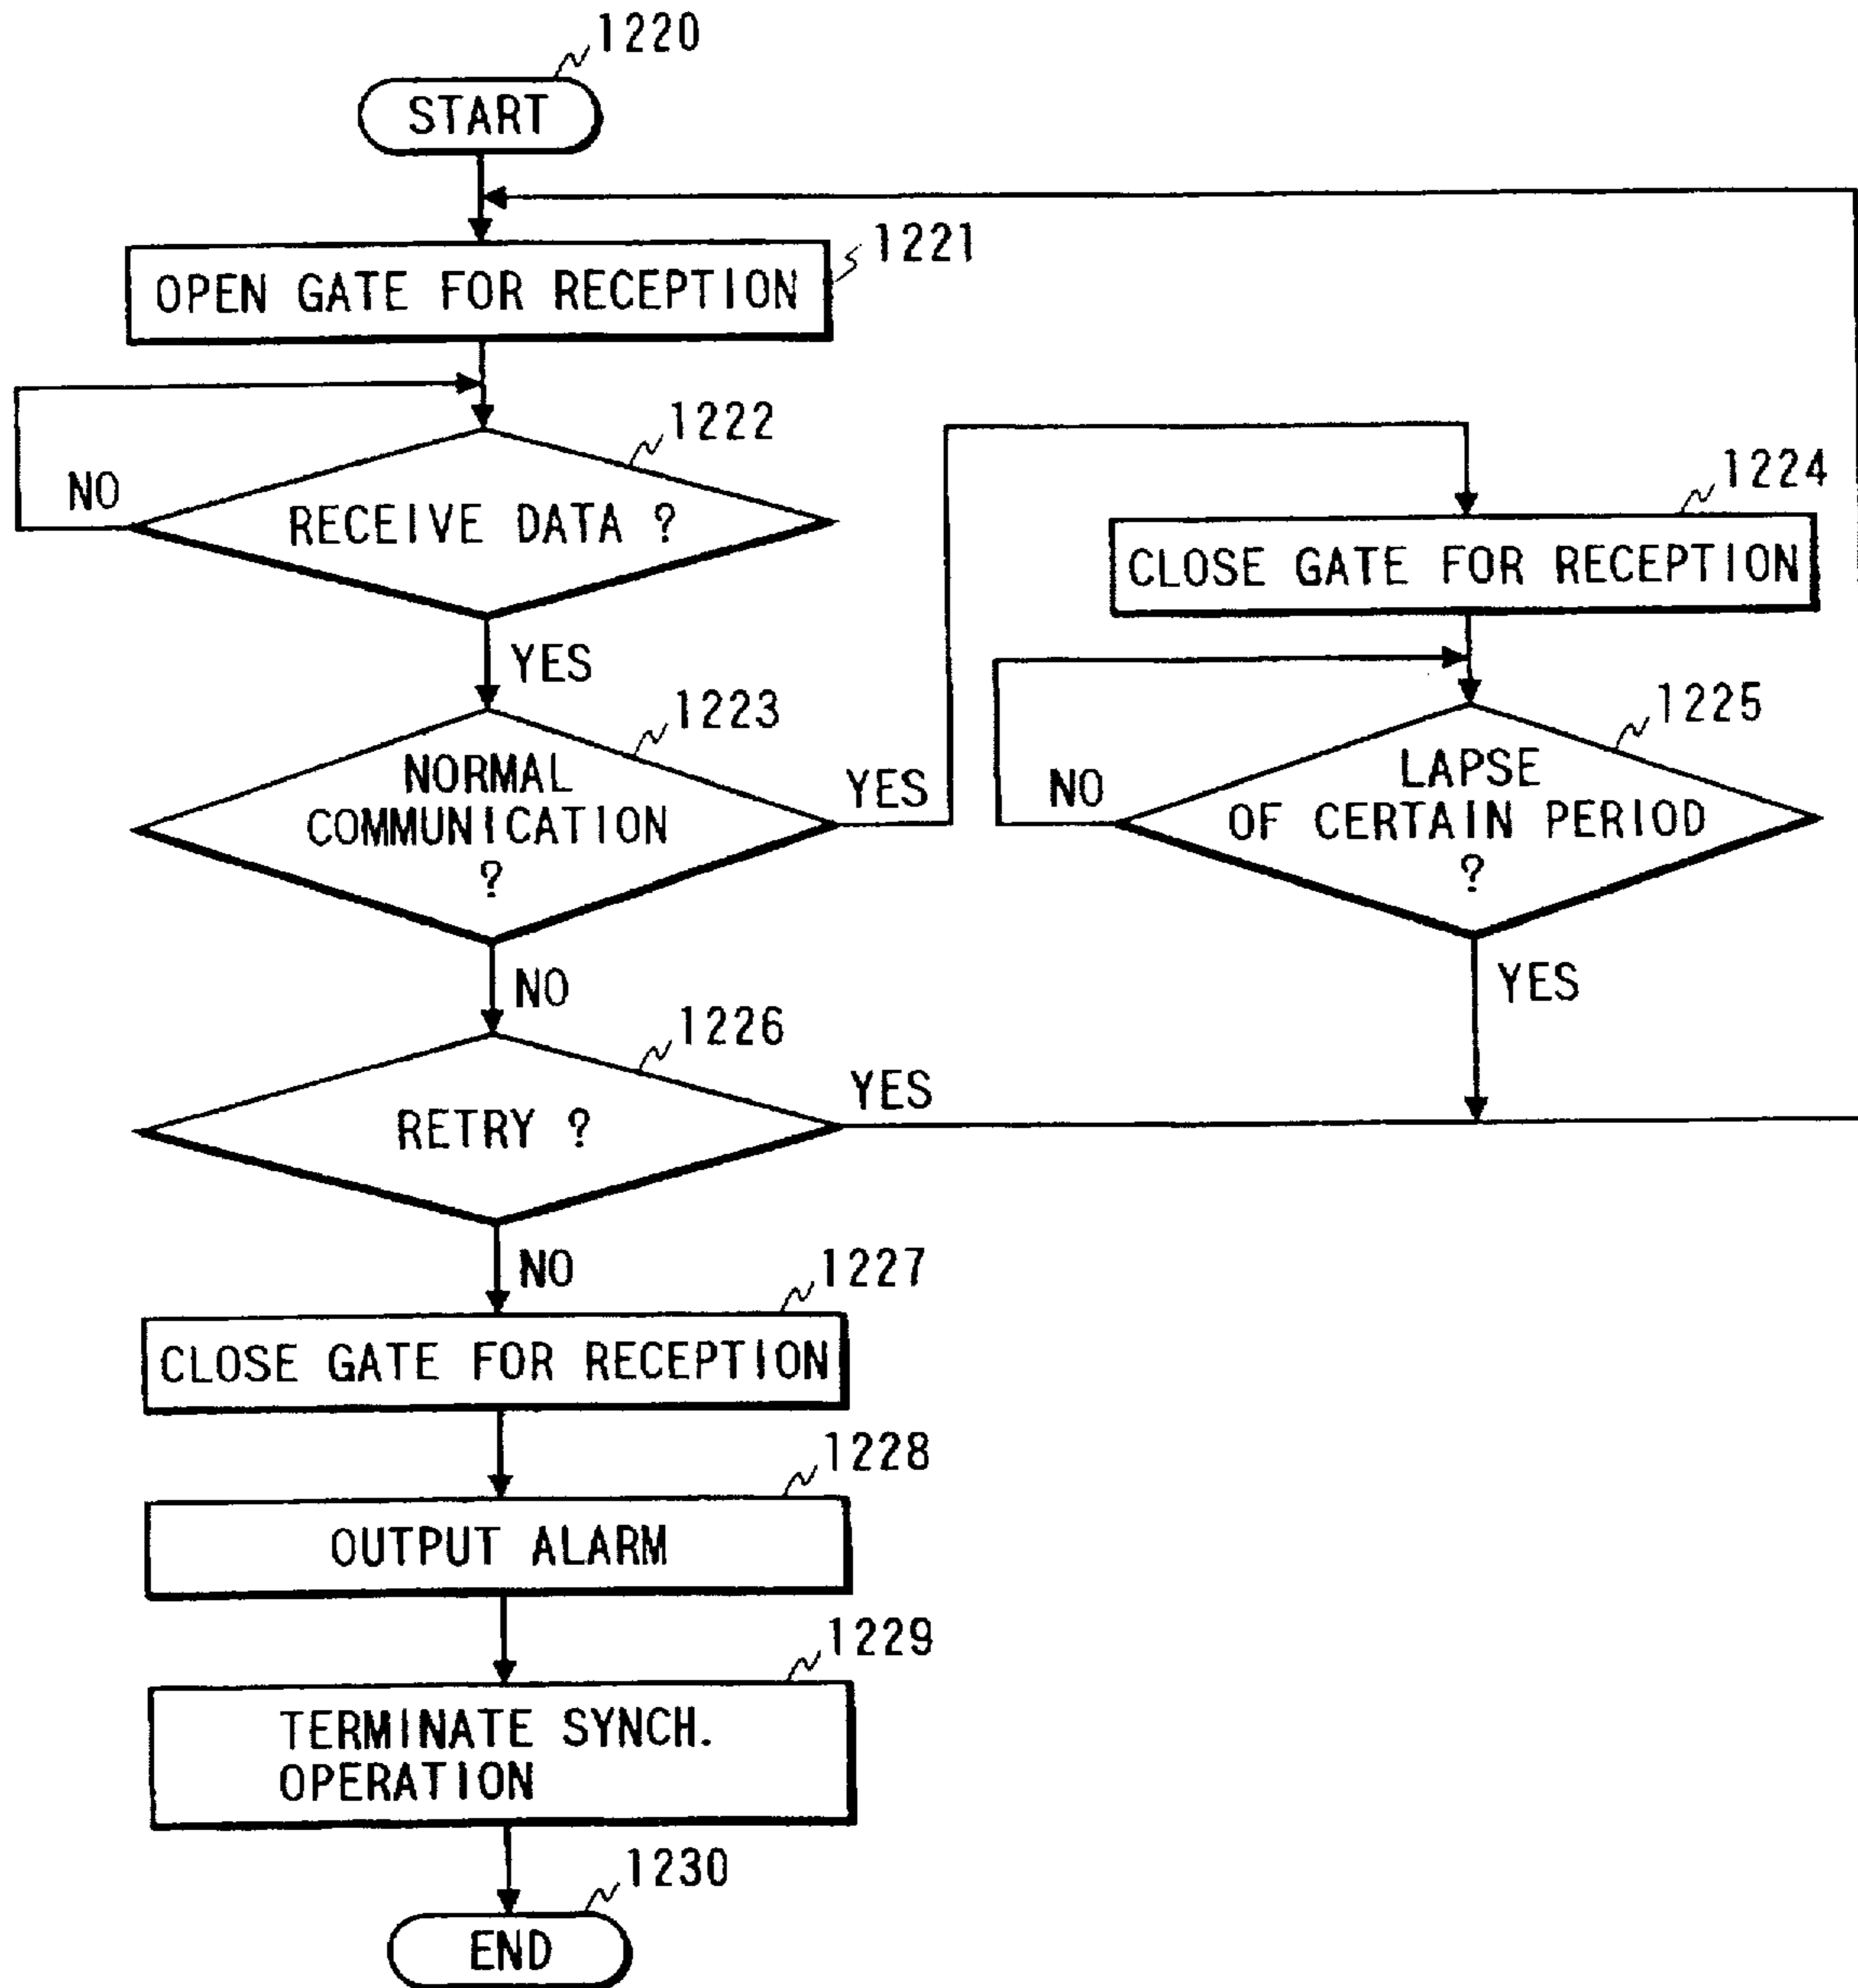 1220
START
1221
OPEN GATE FOR RECEPTION
1222
NO
RECEIVE DATA ?
YES
1223
NORMAL
COMMUNICATION
?
YES
NO
1224
CLOSE GATE FOR RECEPTION
1225
NO
LAPSE
OF CERTAIN PERIOD
?
YES
1226
RETRY ?
YES
NO
1227
CLOSE GATE FOR RECEPTION
1228
OUTPUT ALARM
1229
TERMINATE SYNCH.
OPERATION
1230
END